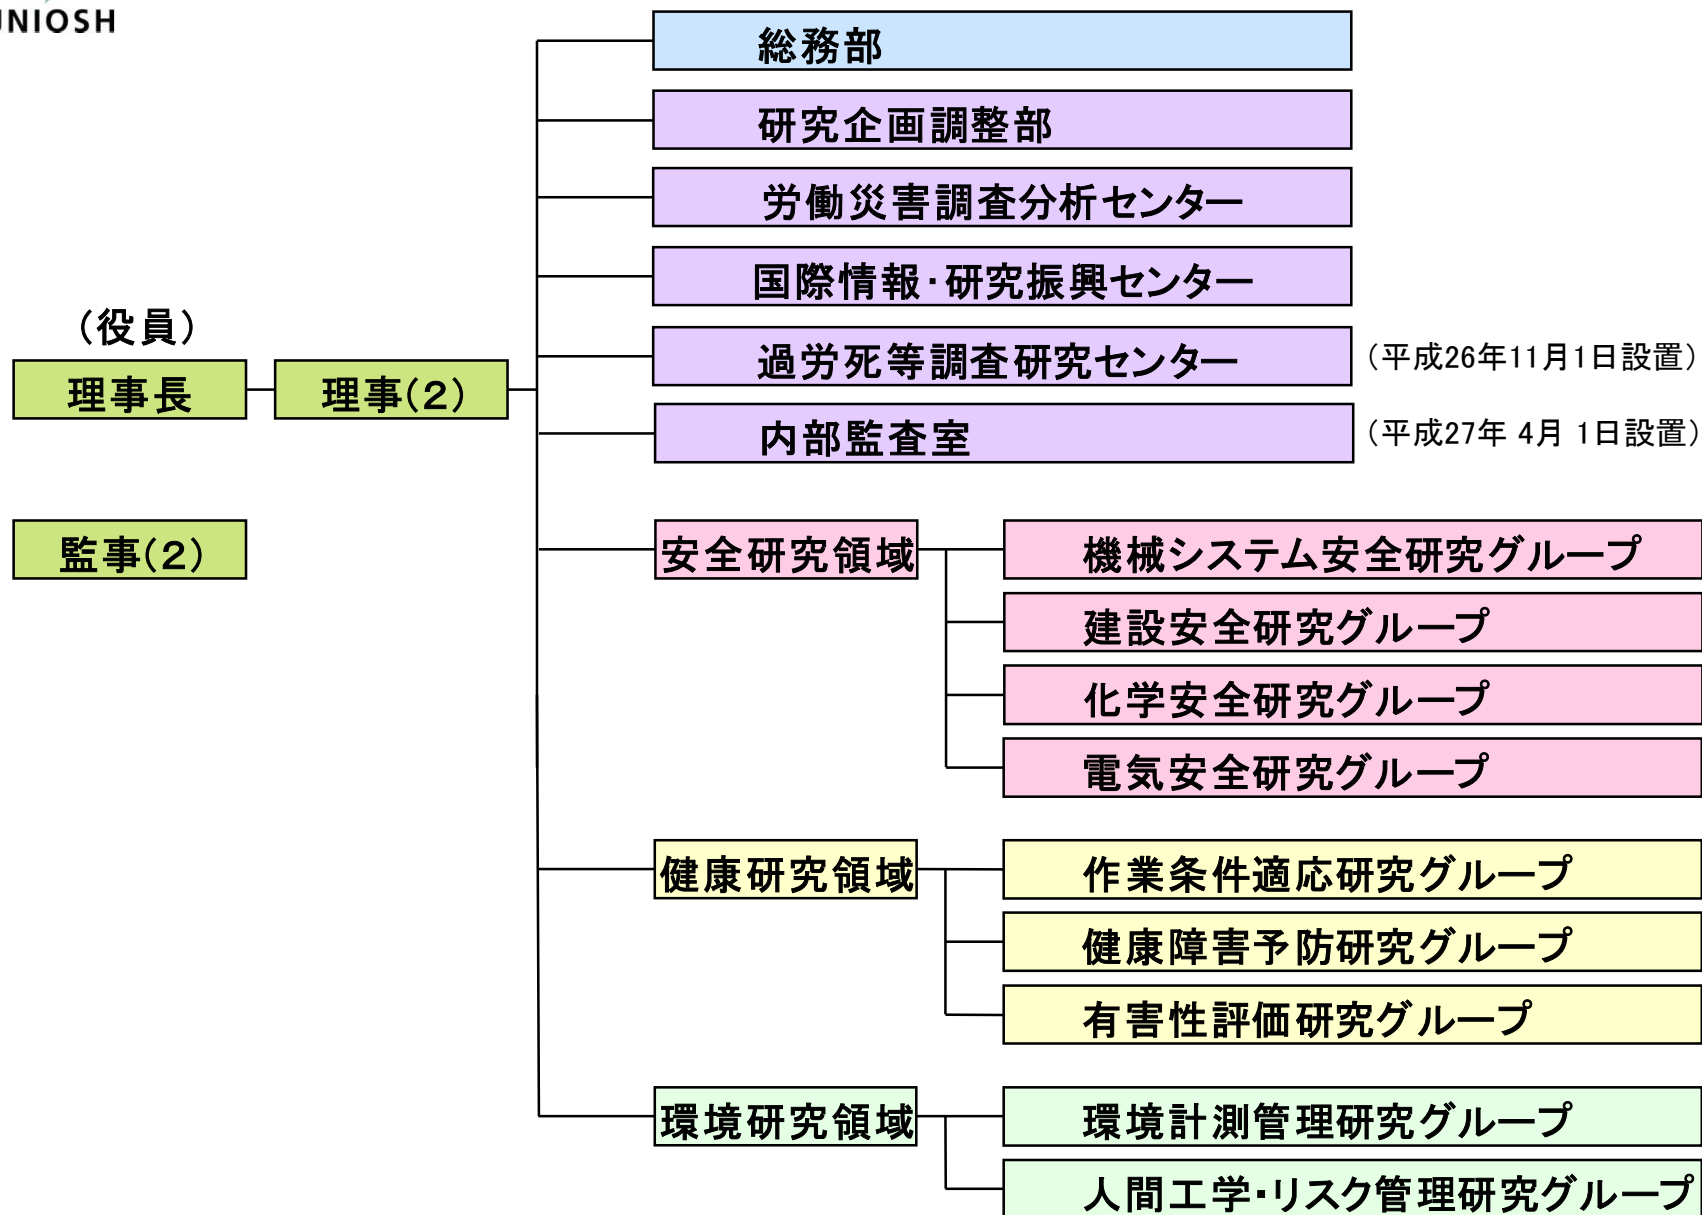 UNIOSH
総務部
研究企画調整部
労働災害調査分析センター
国際情報・研究振興センター
(役員)
過労死等調査研究センター (平成26年11月1日設置)
理事長 理事(2)
内部監査室 (平成27年 4月 1日設置)
監事(2) 安全研究領域 機械システム安全研究グループ
建設安全研究グループ
化学安全研究グループ
電気安全研究グループ
健康研究領域 作業条件適応研究グループ
健康障害予防研究グループ
有害性評価研究グループ
環境研究領域 環境計測管理研究グループ
人間工学・リスク管理研究グループ